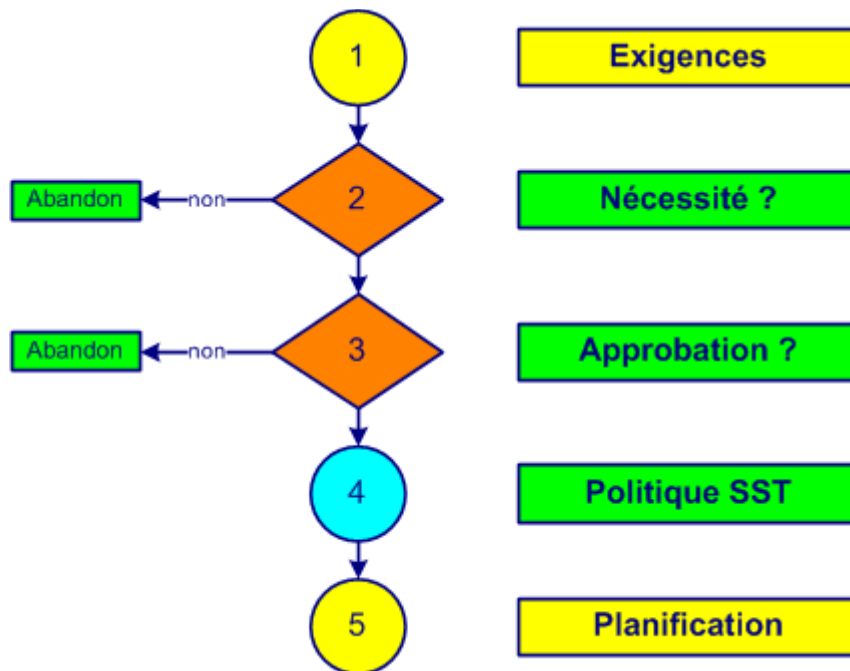 1
Exigences
Abandon
non
2
Nécessité ?
Abandon
non
3
Approbation ?
4
Politique SST
5
Planification